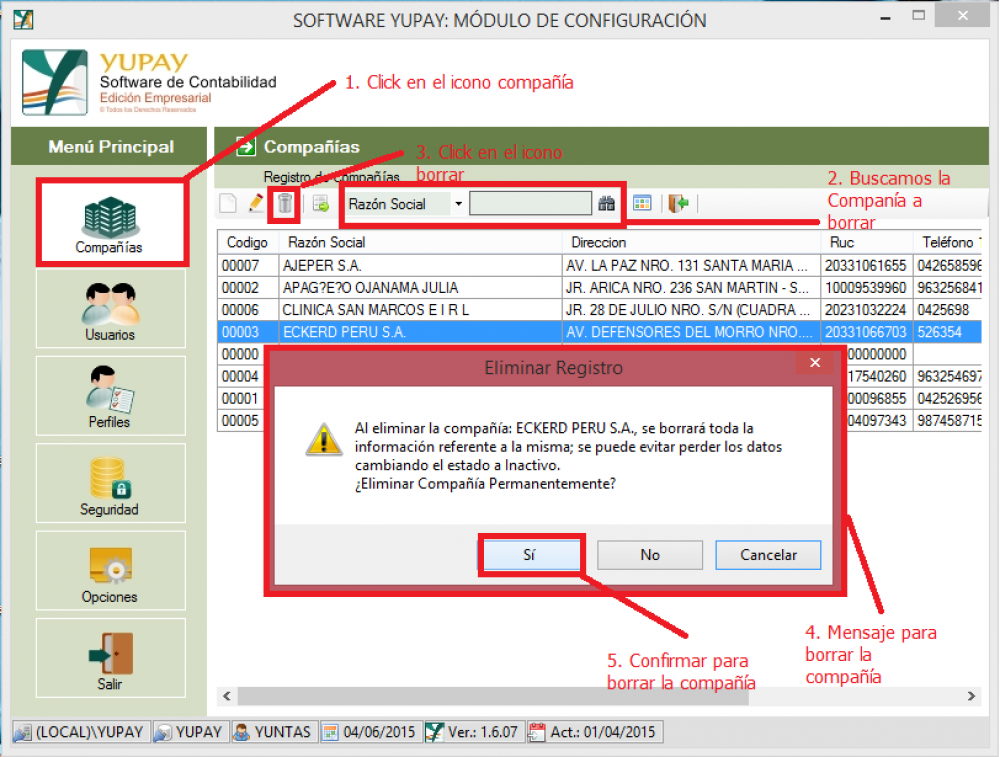 SOFTWARE YUPAY: MÓDULO DE CONFIGURACIÓN
YUPAY
Software de Contabilidad
Edición Empresarial
© Todos los Derechos Reservados
1. Click en el icono compañía
Menú Principal
Compañías
3. Click en el icono
borrar
Registro de Compañías
2. Buscamos la
Companía a
borrar
Razón Social
Compañías
Usuarios
Perfiles
Seguridad
Opciones
Salir
Codigo Razón Social Direccion Ruc Teléfono
00007 AJEPER S.A. AV. LA PAZ NRO. 131 SANTA MARIA ... 20331061655 042658596
00002 APAG?E?O OJANAMA JULIA JR. ARICA NRO. 236 SAN MARTIN - S... 10009539960 963256841
00006 CLINICA SAN MARCOS E I R L JR. 28 DE JULIO NRO. S/N (CUADRA ... 20231032224 0425698
00003 ECKERD PERU S.A. AV. DEFENSORES DEL MORRO NRO.... 20331066703 526354
00000 00000000
00004 17540260 963254697
00001 00096855 042526956
00005 04097343 987458715
Eliminar Registro
Al eliminar la compañía: ECKERD PERU S.A., se borrará toda la
información referente a la misma; se puede evitar perder los datos
cambiando el estado a Inactivo.
¿Eliminar Compañía Permanentemente?
Sí No Cancelar
4. Mensaje para
borrar la
compañía
5. Confirmar para
borrar la compañía
(LOCAL)\YUPAY YUPAY YUNTAS 04/06/2015 Ver.: 1.6.07 Act.: 01/04/2015